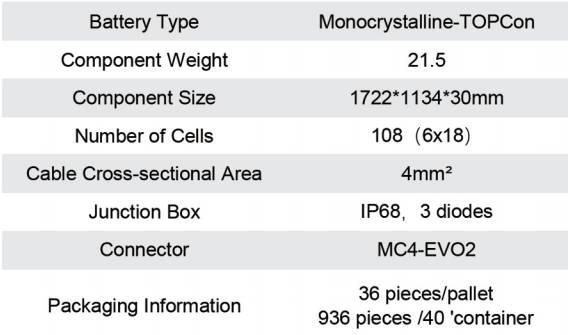 Battery Type Monocrystalline-TOPCon
Component Weight 21.5
Component Size 1722*1134*30mm
Number of Cells 108（6x18）
Cable Cross-sectional Area 4mm²
Junction Box IP68，3 diodes
Connector MC4-EVO2
Packaging Information 36 pieces/pallet
936 pieces /40 'container